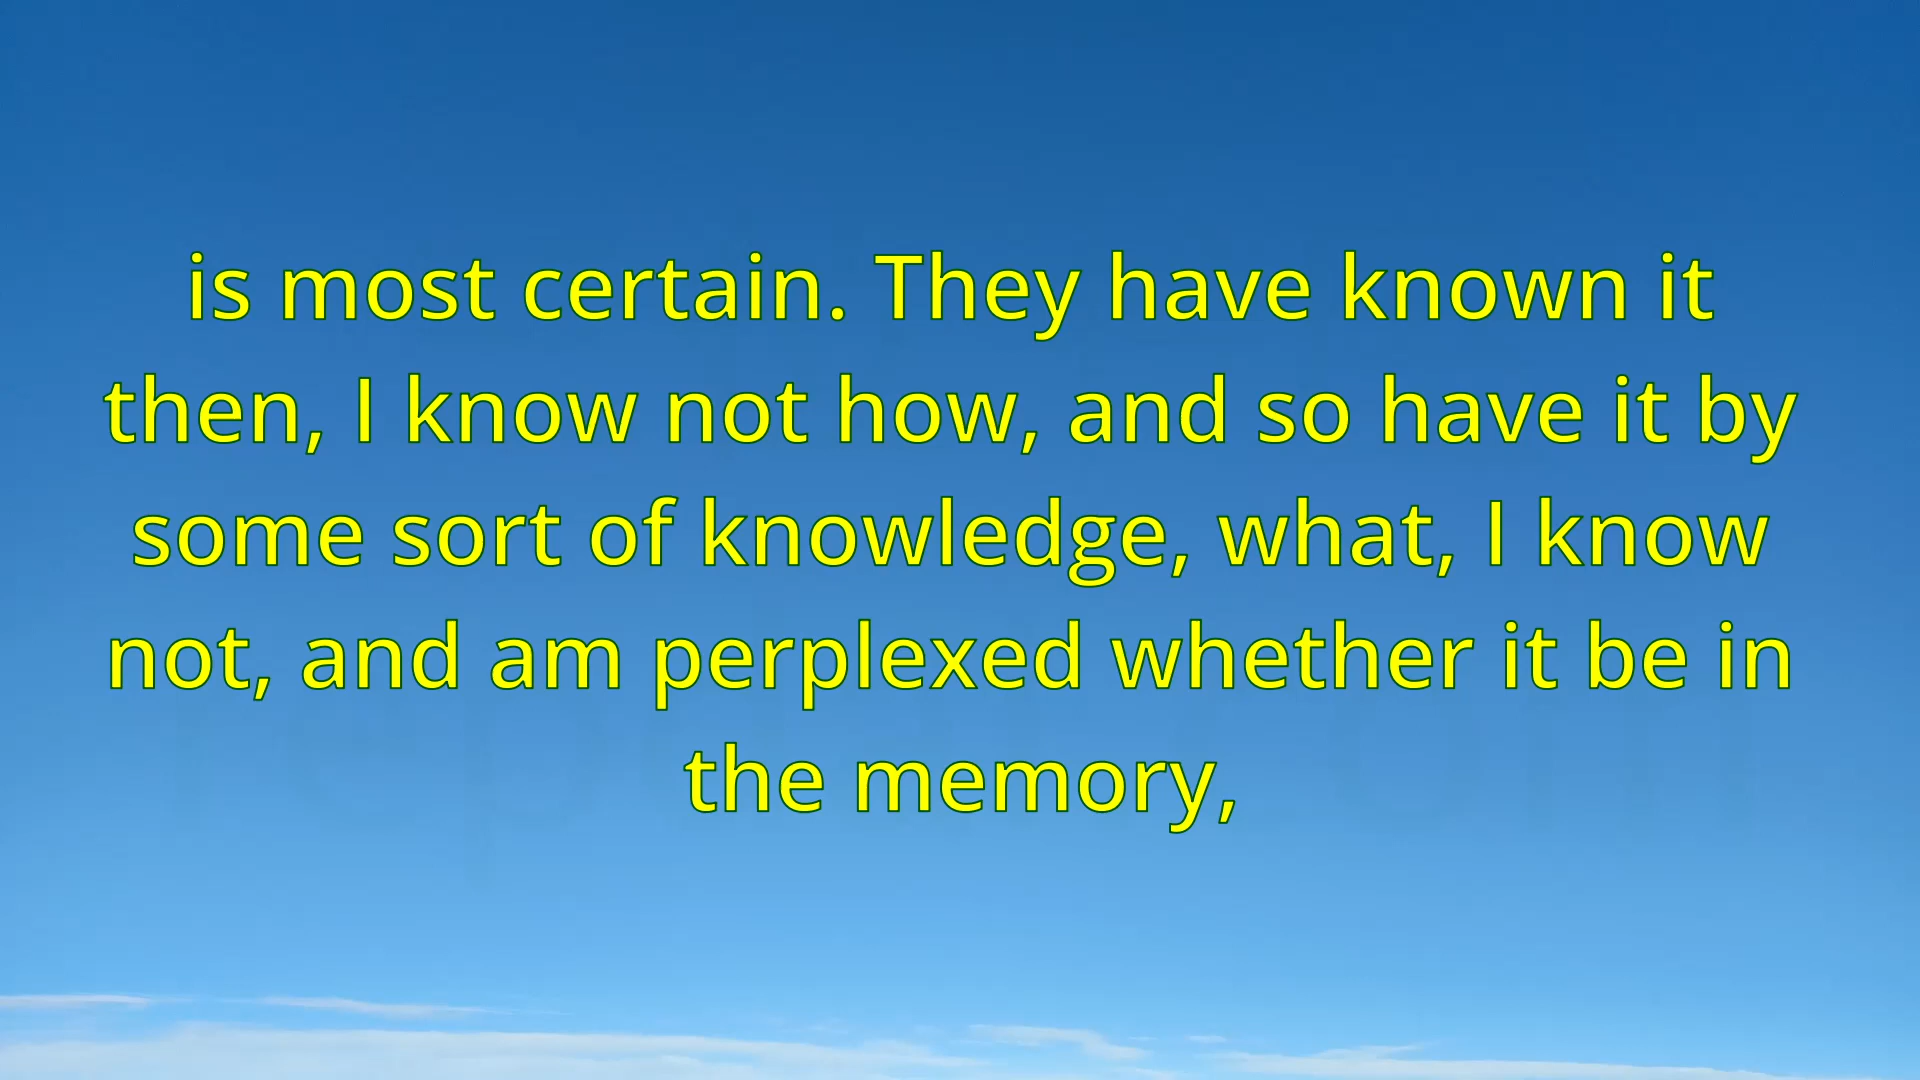 is most certain. They have known it
then, I know not how, and so have it by
some sort of knowledge, what, I know
not, and am perplexed whether it be in
the memory,